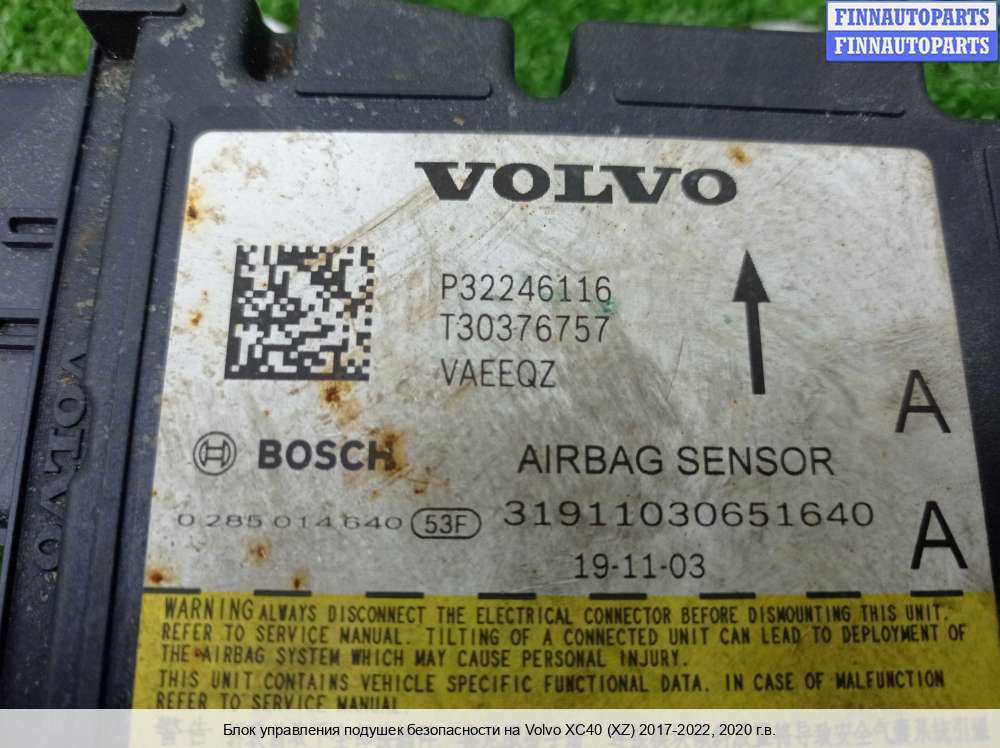 FINNAUTOPARTS
FINNAUTOPARTS
VOLVO
P32246116
T30376757
VAEEQZ
A
BOSCH
AIRBAG SENSOR
0 285 014 640 53F
31911030651640
A
19-11-03
VOLVO
WARNING ALWAYS DISCONNECT THE ELECTRICAL CONNECTOR BEFORE DISMOUNTING THIS UNIT.
REFER TO SERVICE MANUAL. TILTING OF A CONNECTED UNIT CAN LEAD TO DEPLOYMENT OF
THE AIRBAG SYSTEM WHICH MAY CAUSE PERSONAL INJURY.
THIS UNIT CONTAINS VEHICLE SPECIFIC FUNCTIONAL DATA. IN CASE OF MALFUNCTION
REFER TO SERVICE MANUAL.
Блок управления подушек безопасности на Volvo XC40 (XZ) 2017-2022, 2020 г.в.